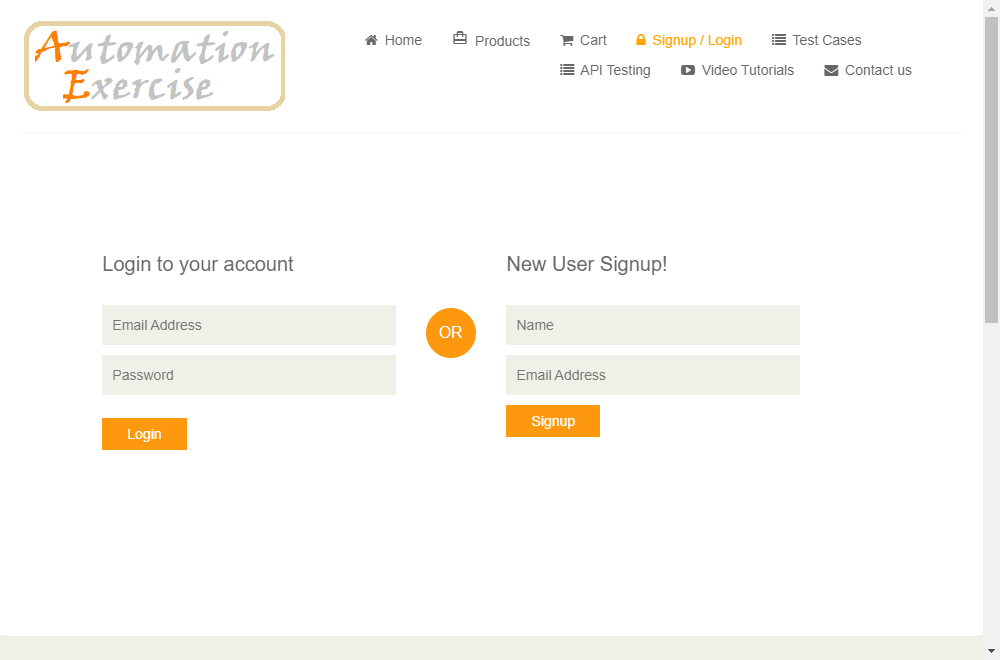 Automation
Exercise
Home Products Cart Signup / Login Test Cases
API Testing Video Tutorials Contact us
Login to your account
Email Address
Password
Login
OR
New User Signup!
Name
Email Address
Signup